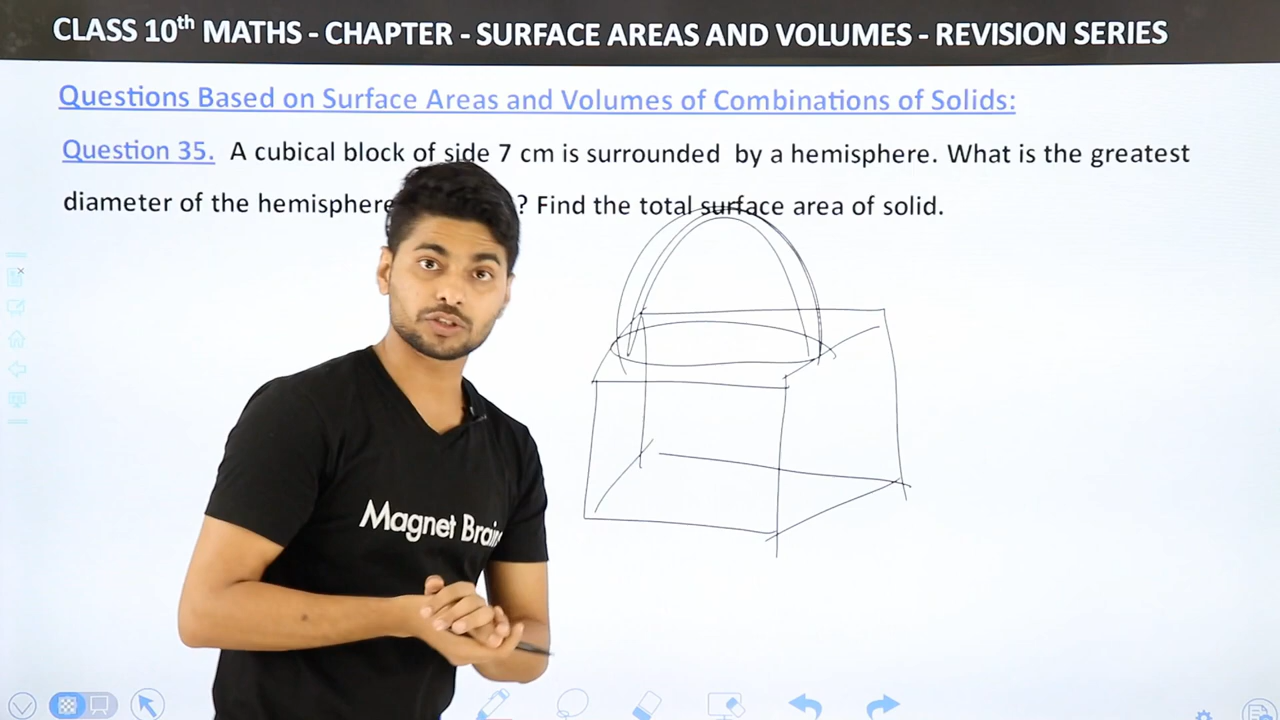 CLASS 10th MATHS - CHAPTER - SURFACE AREAS AND VOLUMES - REVISION SERIES
Questions Based on Surface Areas and Volumes of Combinations of Solids:
Question 35. A cubical block of side 7 cm is surrounded by a hemisphere. What is the greatest
diameter of the hemisphere ? Find the total surface area of solid.
Magnet Brains